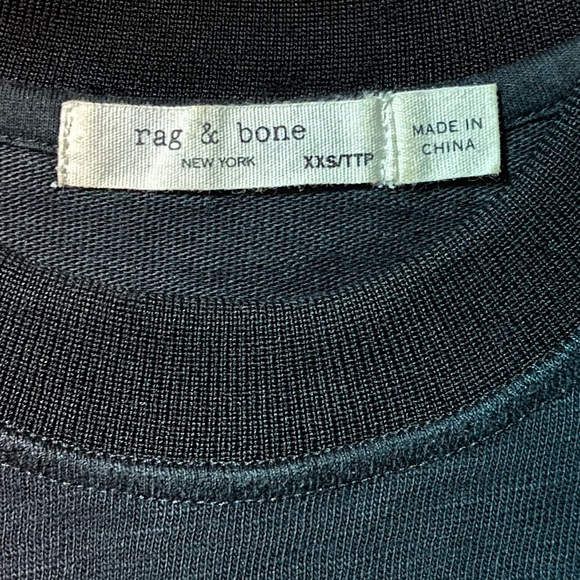 rag & bone
NEW YORK XXS/TTP
MADE IN
CHINA